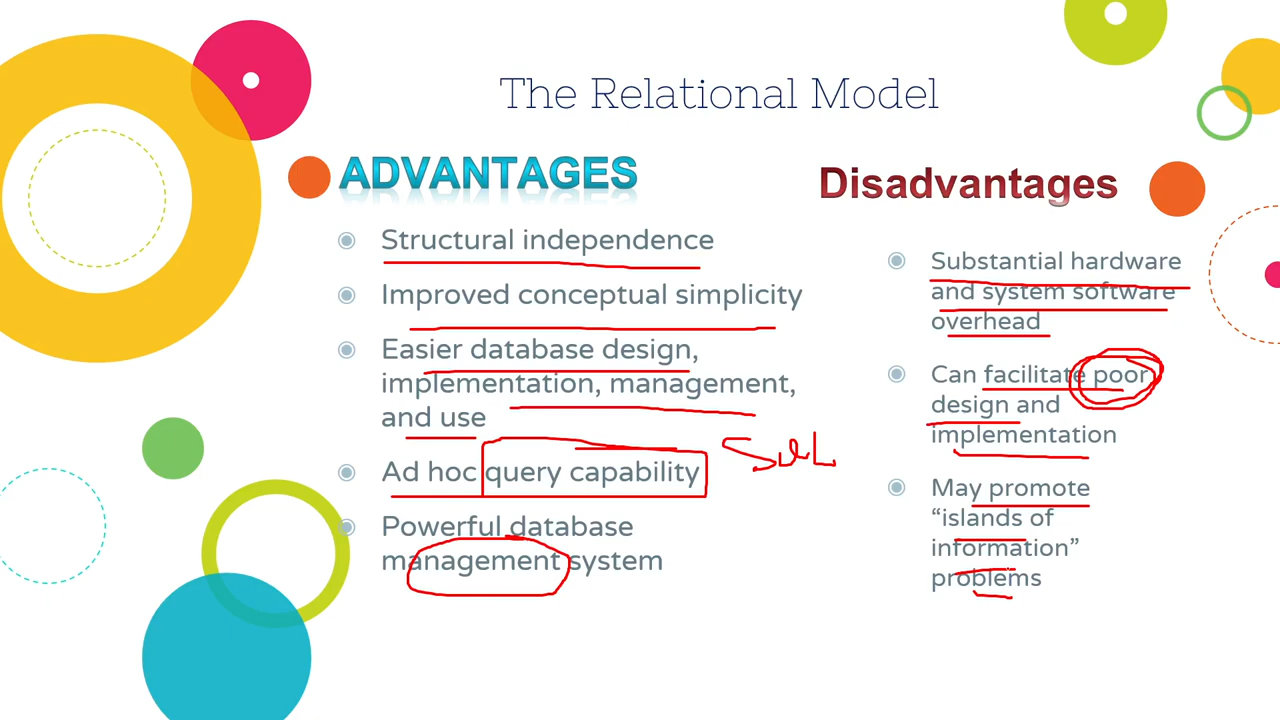 The Relational Model
ADVANTAGES
Structural independence
Improved conceptual simplicity
Easier database design,
implementation, management,
and use
Ad hoc query capability
Powerful database
management system
Disadvantages
Substantial hardware
and system software
overhead
Can facilitate poor
design and
implementation
May promote
“islands of
information”
problems